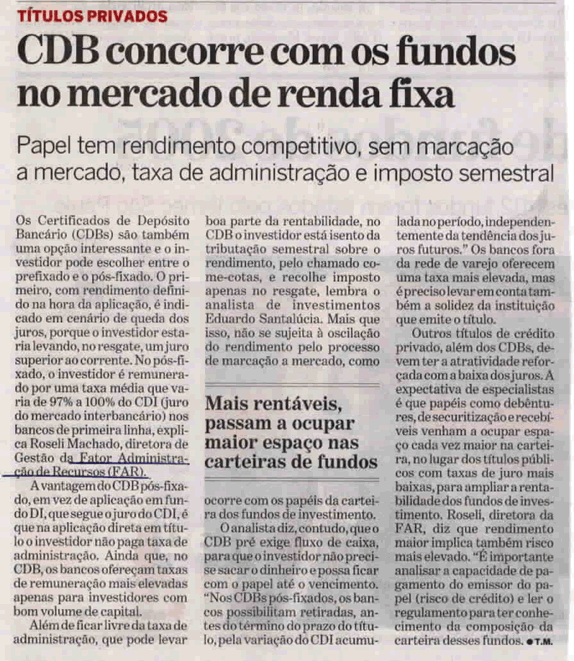 TÍTULOS PRIVADOS
CDB concorre com os fundos
no mercado de renda fixa
Papel tem rendimento competitivo, sem marcação
a mercado, taxa de administração e imposto semestral
Os Certificados de Depósito
Bancário (CDBs) são também
uma opção interessante e o in-
vestidor pode escolher entre o
prefixado e o pós-fixado. O pri-
meiro, com rendimento defini-
do na hora da aplicação, é indi-
cado em cenário de queda dos
juros, porque o investidor esta-
ria levando, no resgate, um juro
superior ao corrente. No pós-fi-
xado, o investidor é remunera-
do por uma taxa média que va-
ria de 97% a 100% do CDI (juro
do mercado interbancário) nos
bancos de primeira linha, expli-
ca Roseli Machado, diretora de
Gestão da Fator Administra-
ção de Recursos (FAR).
A vantagem do CDB pós-fixa-
do, em vez de aplicação em fun-
do DI, que segue o juro do CDI, é
que na aplicação direta em títu-
lo o investidor não paga taxa de
administração. Ainda que, no
CDB, os bancos ofereçam taxas
de remuneração mais elevadas
apenas para investidores com
bom volume de capital.
Além de ficar livre da taxa de
administração, que pode levar
boa parte da rentabilidade, no
CDB o investidor está isento da
tributação semestral sobre o
rendimento, pelo chamado co-
me-cotas, e recolhe imposto
apenas no resgate, lembra o
analista de investimentos
Eduardo Santalúcia. Mais que
isso, não se sujeita à oscilação
do rendimento pelo processo
de marcação a mercado, como
Mais rentáveis,
passam a ocupar
maior espaço nas
carteiras de fundos
ocorre com os papéis da cartei-
ra dos fundos de investimento.
O analista diz, contudo, que o
CDB pré exige fluxo de caixa,
para que o investidor não preci-
se sacar o dinheiro e possa ficar
com o papel até o vencimento.
"Nos CDBs pós-fixados, os ban-
cos possibilitam retiradas, an-
tes do término do prazo do títu-
lo, pela variação do CDI acumu-
lada no período, independen-
temente da tendência dos ju-
ros futuros." Os bancos fora
da rede de varejo oferecem
uma taxa mais elevada, mas
é preciso levar em conta tam-
bém a solidez da instituição
que emite o título.
Outros títulos de crédito
privado, além dos CDBs, de-
vem ter a atratividade refor-
çada com a baixa dos juros. A
expectativa de especialistas
é que papéis como debêntu-
res, de securitização e recebí-
veis venham a ocupar espa-
ço cada vez maior na cartei-
ra, no lugar dos títulos públi-
cos com taxas de juro mais
baixas, para ampliar a renta-
bilidade dos fundos de inves-
timento. Roseli, diretora da
FAR, diz que rendimento
maior implica também risco
mais elevado. "É importante
analisar a capacidade de pa-
gamento do emissor do pa-
pel (risco de crédito) e ler o
regulamento para ter conhe-
cimento da composição da
carteira desses fundos. ● T.M.